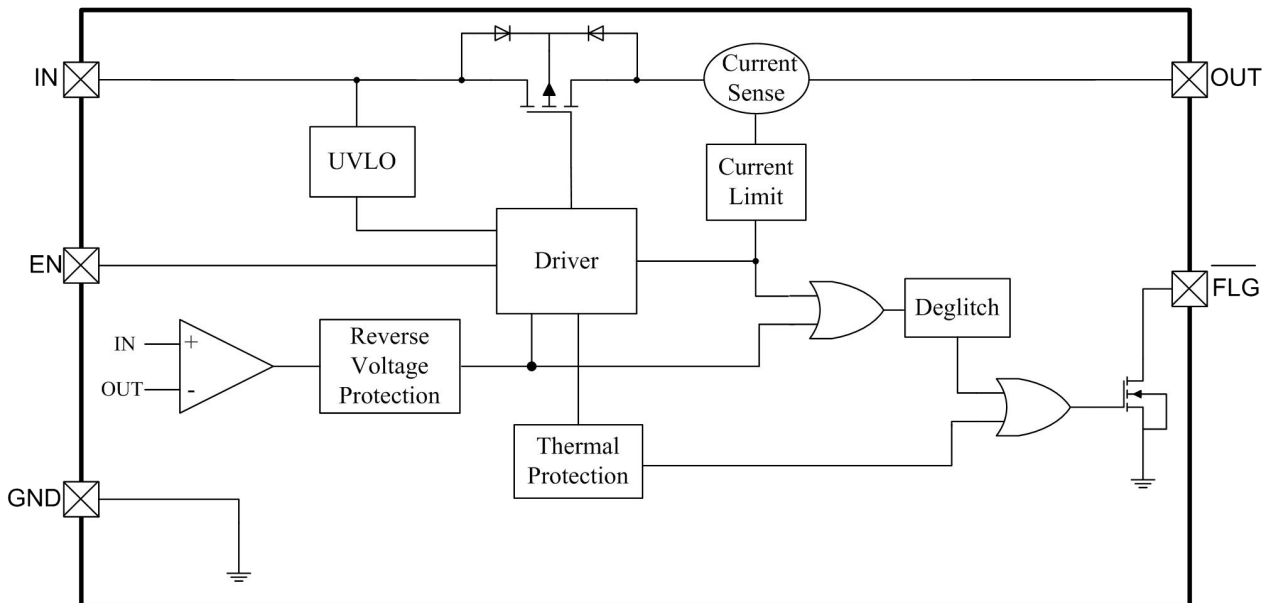 IN
Current
Sense
OUT
UVLO
Current
Limit
EN
Driver
FLG
Deglitch
IN
+
OUT
-
Reverse
Voltage
Protection
Thermal
Protection
GND